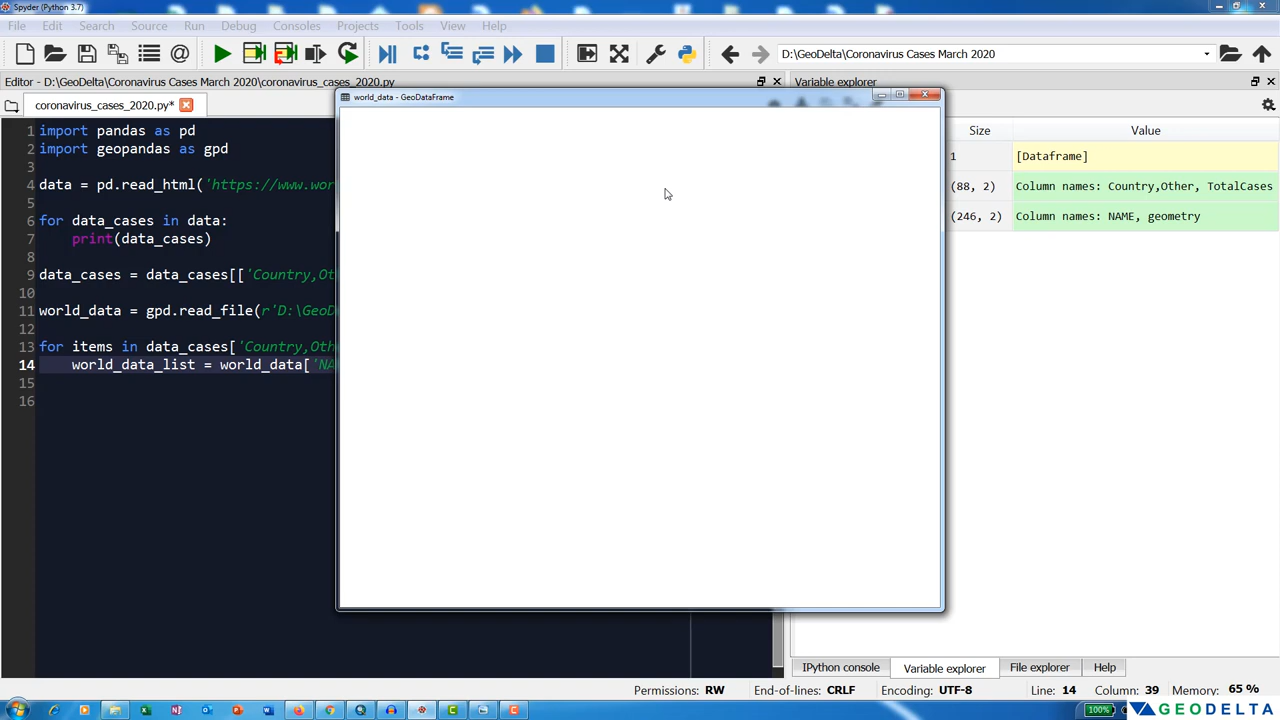 Spyder (Python 3.7)
File Edit Search Source Run Debug Consoles Projects Tools View Help
D:\GeoDelta\Coronavirus Cases March 2020
Editor - D:\GeoDelta\Coronavirus Cases March 2020\coronavirus_cases_2020.py
Variable explorer
coronavirus_cases_2020.py*
world_data - GeoDataFrame
Size Value
1 import pandas as pd
2 import geopandas as gpd
3
4 data = pd.read_html('https://www.wor
5
6 for data_cases in data:
7 print(data_cases)
8
9 data_cases = data_cases[['Country,Ot
10
11 world_data = gpd.read_file(r'D:\GeoD
12
13 for items in data_cases['Country,Oth
14 world_data_list = world_data['NA
15
16
1 [Dataframe]
(88, 2) Column names: Country,Other, TotalCases
(246, 2) Column names: NAME, geometry
IPython console Variable explorer File explorer Help
Permissions: RW End-of-lines: CRLF Encoding: UTF-8 Line: 14 Column: 39 Memory: 65 %
100%
GEODELTA